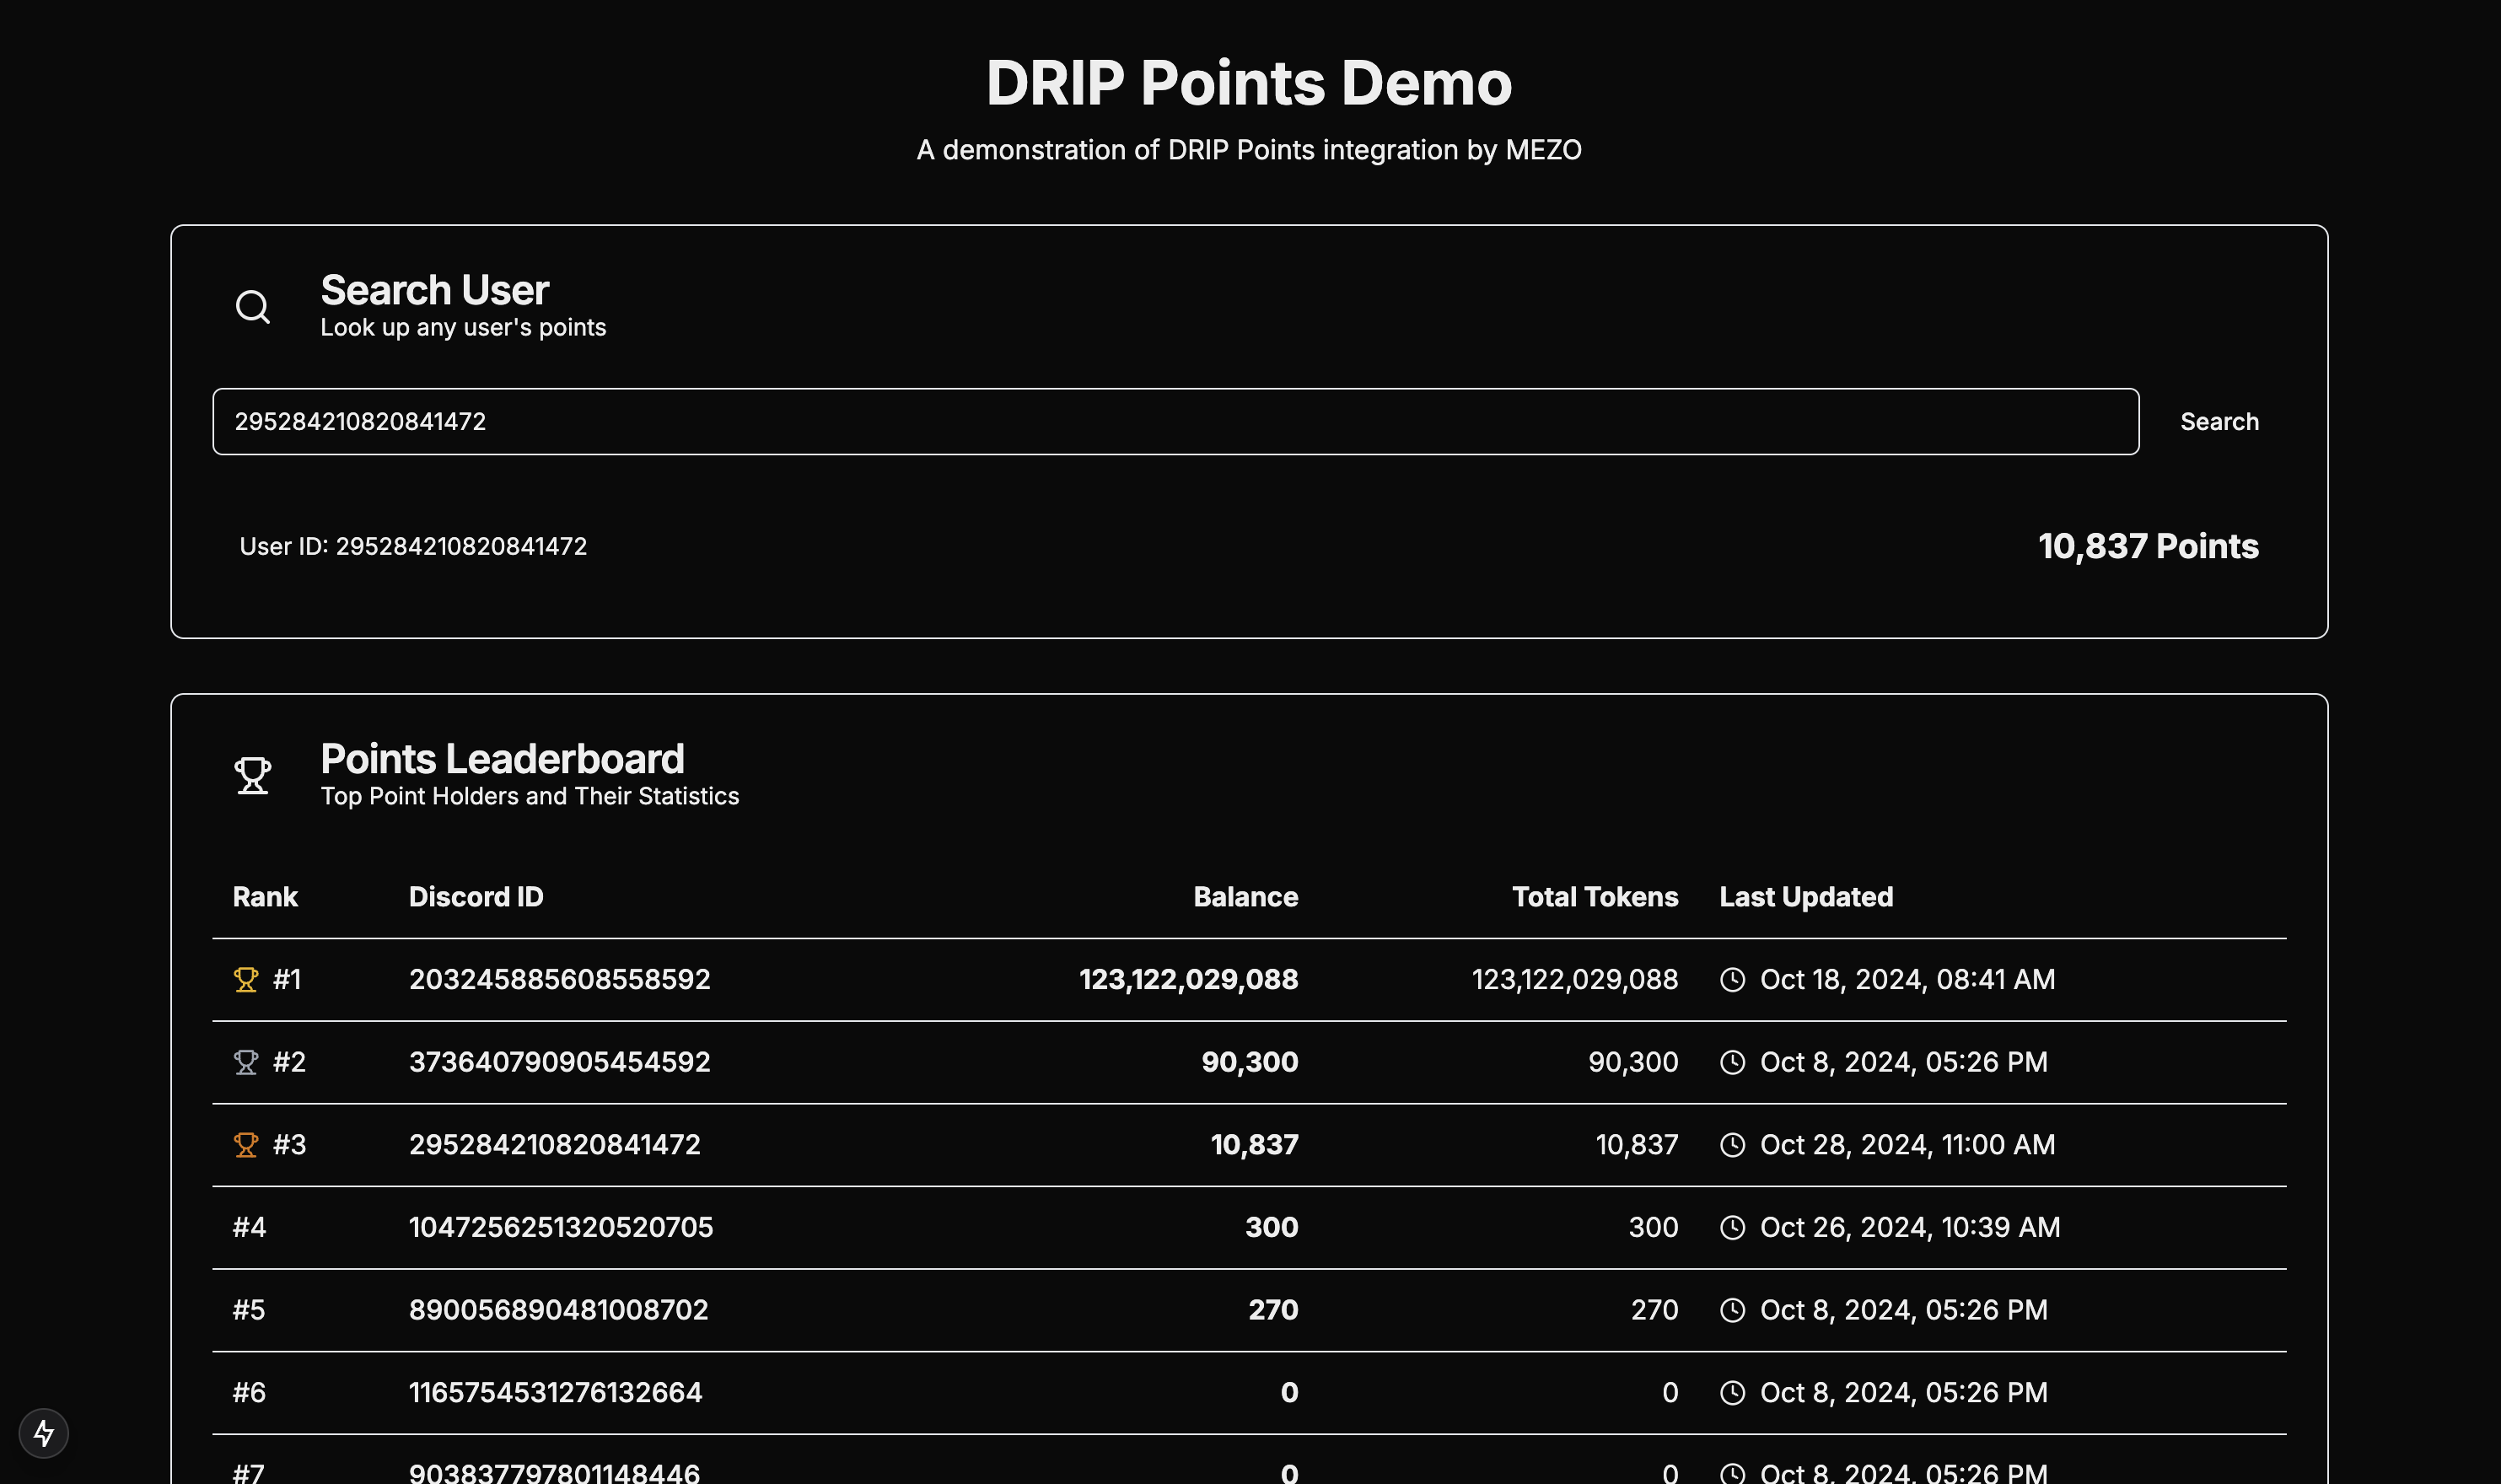 DRIP Points Demo
A demonstration of DRIP Points integration by MEZO
Search User
Look up any user's points
295284210820841472 Search
User ID: 295284210820841472 10,837 Points
Points Leaderboard
Top Point Holders and Their Statistics
Rank Discord ID Balance Total Tokens Last Updated
#1 203245885608558592 123,122,029,088 123,122,029,088 Oct 18, 2024, 08:41 AM
#2 373640790905454592 90,300 90,300 Oct 8, 2024, 05:26 PM
#3 295284210820841472 10,837 10,837 Oct 28, 2024, 11:00 AM
#4 1047256251320520705 300 300 Oct 26, 2024, 10:39 AM
#5 890056890481008702 270 270 Oct 8, 2024, 05:26 PM
#6 1165754531276132664 0 0 Oct 8, 2024, 05:26 PM
#7 903837797801148446 0 0 Oct 8, 2024, 05:26 PM